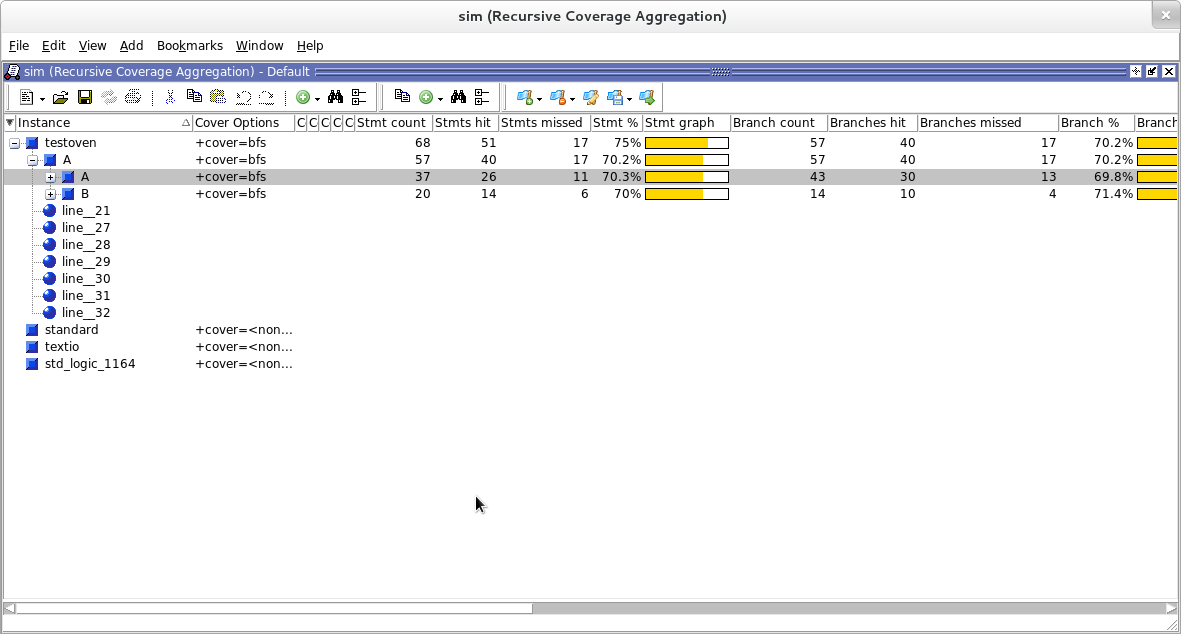 sim (Recursive Coverage Aggregation)
File Edit View Add Bookmarks Window Help
sim (Recursive Coverage Aggregation) - Default
Instance Cover Options C C C C C Stmt count Stmts hit Stmts missed Stmt % Stmt graph Branch count Branches hit Branches missed Branch % Branch
testoven +cover=bfs 68 51 17 75% 57 40 17 70.2%
A +cover=bfs 57 40 17 70.2% 57 40 17 70.2%
A +cover=bfs 37 26 11 70.3% 43 30 13 69.8%
B +cover=bfs 20 14 6 70% 14 10 4 71.4%
line__21
line__27
line__28
line__29
line__30
line__31
line__32
standard +cover=<non...
textio +cover=<non...
std_logic_1164 +cover=<non...